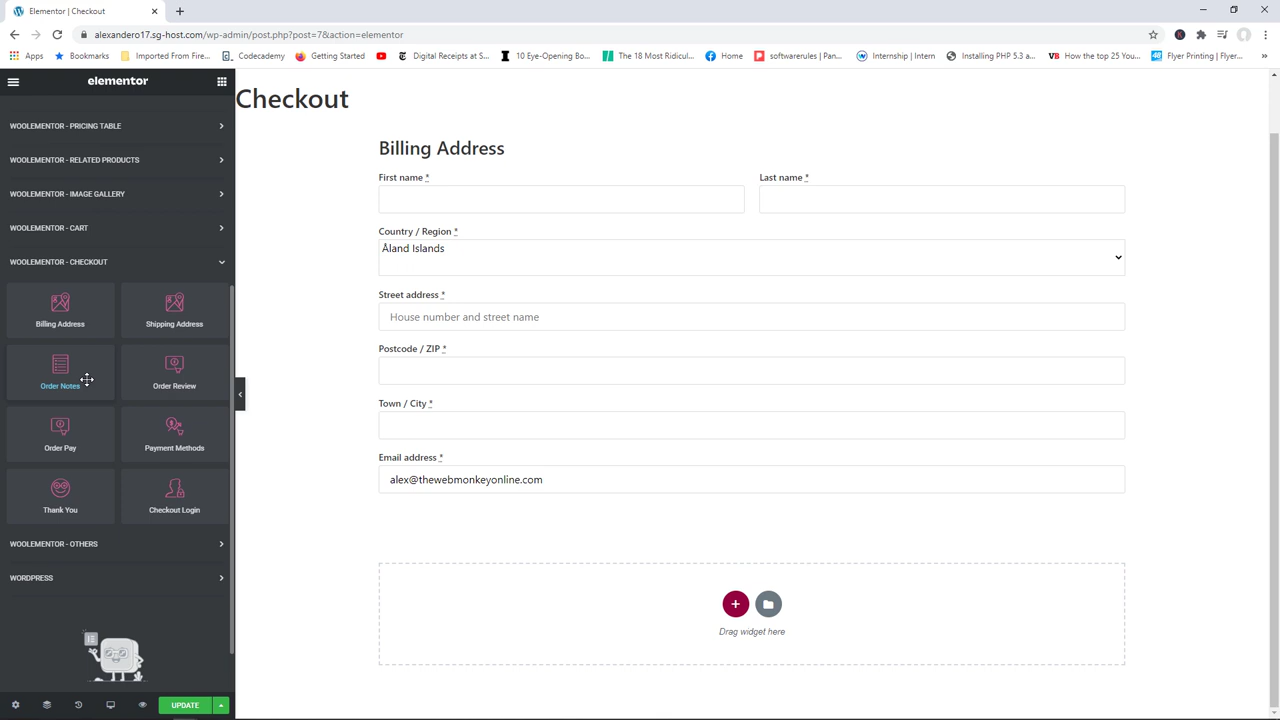 Elementor | Checkout
alexandero17.sg-host.com/wp-admin/post.php?post=7&action=elementor
Apps
Bookmarks
Imported From Fire...
Codecademy
Getting Started
Digital Receipts at S...
10 Eye-Opening Bo...
The 18 Most Ridicul...
Home
softwarerules | Pan...
Internship | Intern
Installing PHP 5.3 a...
How the top 25 You...
Flyer Printing | Flyer...
elementor
WOOLEMENTOR - PRICING TABLE
WOOLEMENTOR - RELATED PRODUCTS
WOOLEMENTOR - IMAGE GALLERY
WOOLEMENTOR - CART
WOOLEMENTOR - CHECKOUT
Billing Address
Shipping Address
Order Notes
Order Review
Order Pay
Payment Methods
Thank You
Checkout Login
WOOLEMENTOR - OTHERS
WORDPRESS
UPDATE
Checkout
Billing Address
First name *
Last name *
Country / Region *
Åland Islands
Street address *
House number and street name
Postcode / ZIP *
Town / City *
Email address *
alex@thewebmonkeyonline.com
Drag widget here